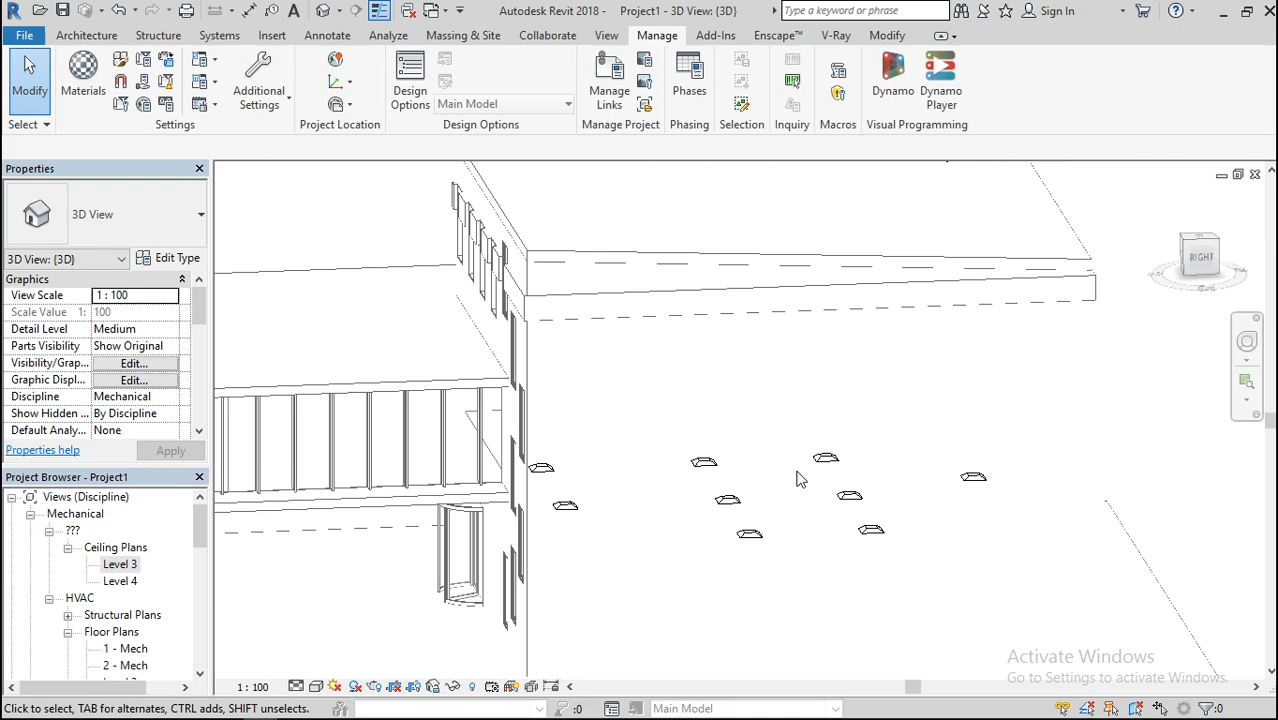 Autodesk Revit 2018 -    Project1 - 3D View: {3D}
Type a keyword or phrase
Sign In
File
Architecture
Structure
Systems
Insert
Annotate
Analyze
Massing & Site
Collaborate
View
Manage
Add-Ins
Enscape™
V-Ray
Modify
Modify
Materials
Additional
Settings
Design
Options
Main Model
Manage
Links
Phases
Dynamo
Dynamo
Player
Select
Settings
Project Location
Design Options
Manage Project
Phasing
Selection
Inquiry
Macros
Visual Programming
Properties
3D View
3D View: {3D}
Edit Type
Graphics
View Scale
1 : 100
Scale Value 1:
100
Detail Level
Medium
Parts Visibility
Show Original
Visibility/Grap...
Edit...
Graphic Displ...
Edit...
Discipline
Mechanical
Show Hidden ...
By Discipline
Default Analy...
None
Properties help
Apply
Project Browser - Project1
Views (Discipline)
Mechanical
???
Ceiling Plans
Level 3
Level 4
HVAC
Structural Plans
Floor Plans
1 - Mech
2 - Mech
RIGHT
Activate Windows
Go to Settings to activate Windows.
1 : 100
Click to select, TAB for alternates, CTRL adds, SHIFT unselects.
:0
Main Model
:0